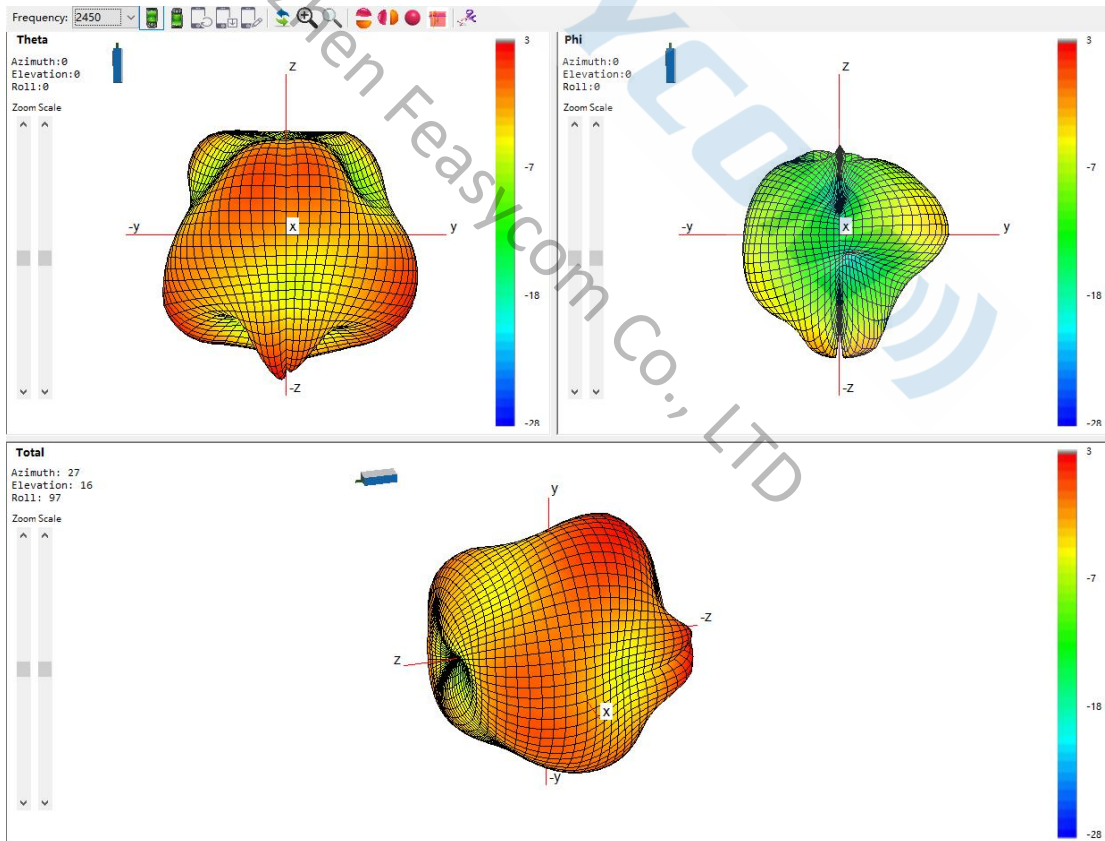 Frequency: 2450
Theta
Azimuth:0
Elevation:0
Roll:0
Zoom Scale
z
-y
x
y
-z
3
-7
-18
-28
Phi
Azimuth:0
Elevation:0
Roll:0
Zoom Scale
z
-y
x
y
-z
3
-7
-18
-28
Total
Azimuth: 27
Elevation: 16
Roll: 97
Zoom Scale
y
-z
z
x
-y
3
-7
-18
-28
zhen Feasycom Co., LTD
YCO